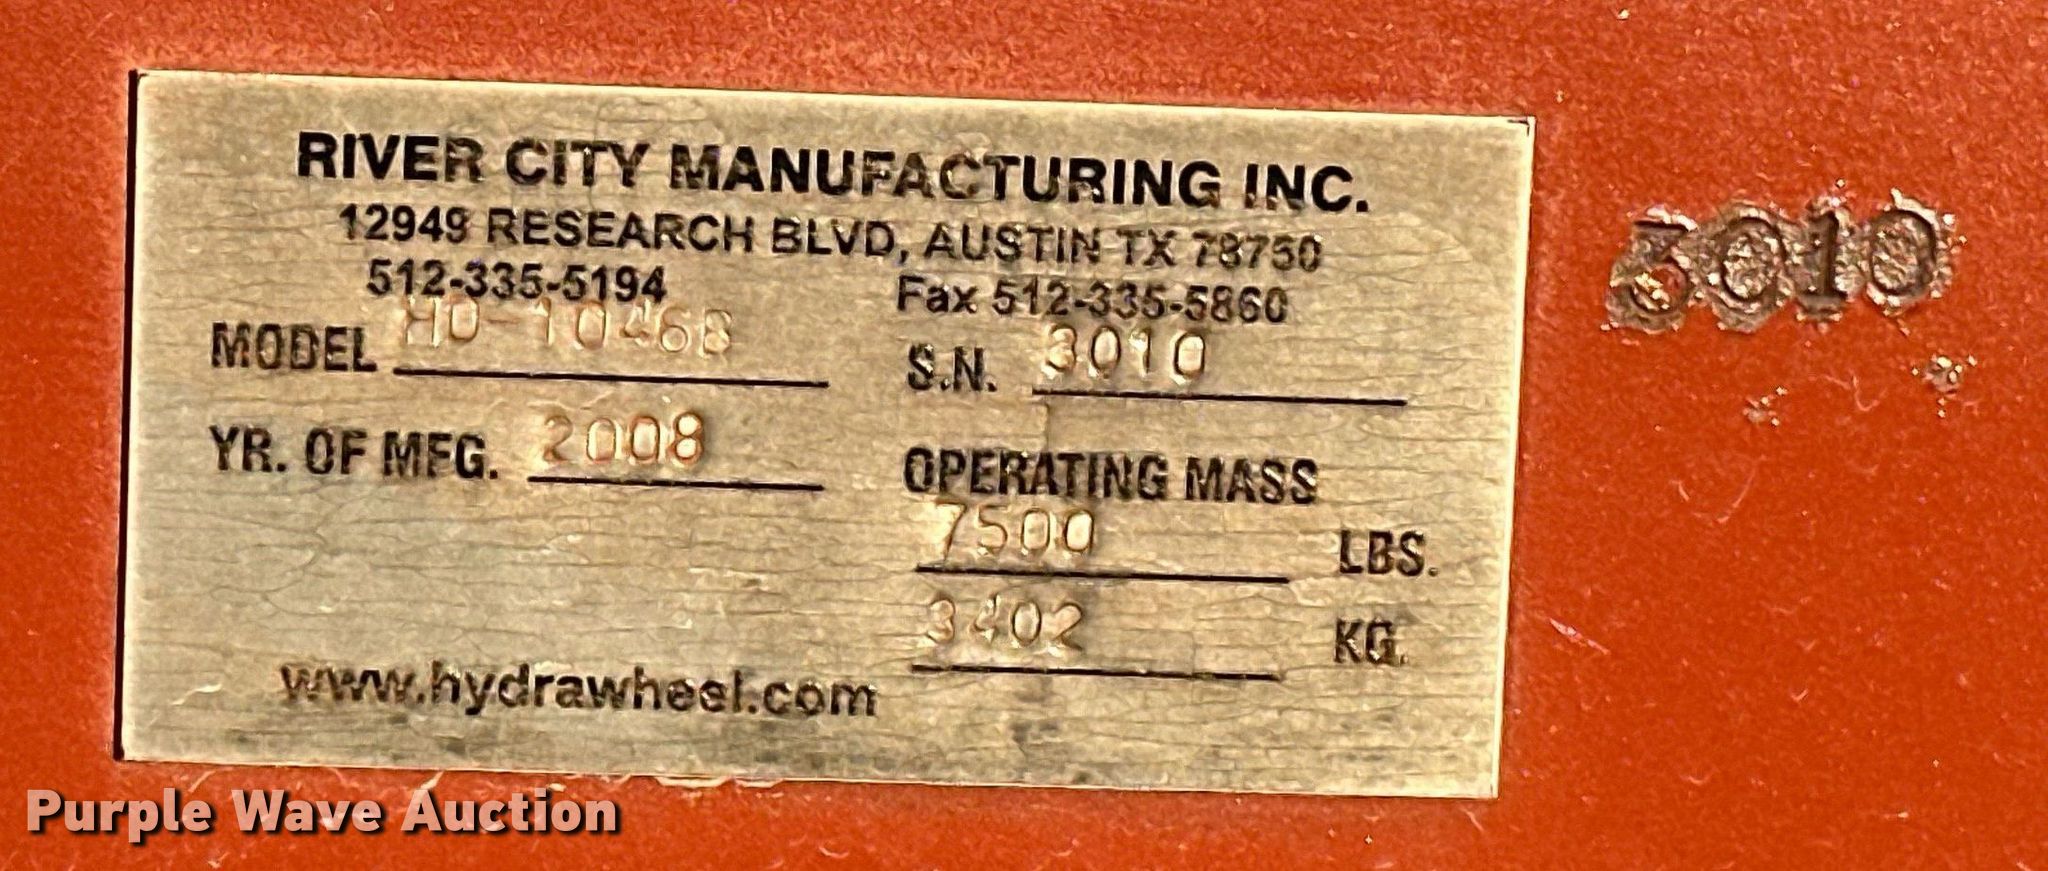 RIVER CITY MANUFACTURING INC.
12949 RESEARCH BLVD, AUSTIN TX 78750
512-335-5194 Fax 512-335-5860
MODEL HD-10468 S.N. 3010
3010
YR. OF MFG. 2008 OPERATING MASS
7500 LBS.
3402 KG.
www.hydrawheel.com
Purple Wave Auction